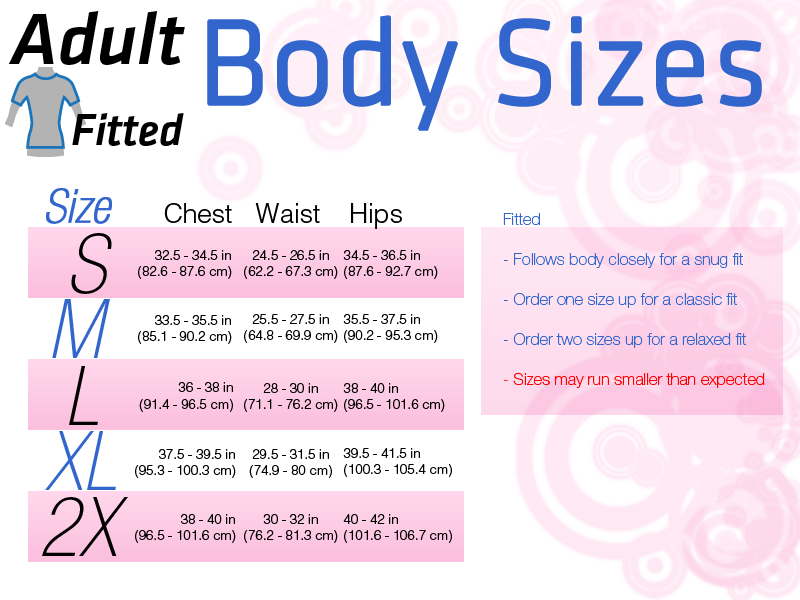 Adult Body Sizes
Fitted
Size Chest Waist Hips
S 32.5 - 34.5 in 24.5 - 26.5 in 34.5 - 36.5 in
(82.6 - 87.6 cm) (62.2 - 67.3 cm) (87.6 - 92.7 cm)
M 33.5 - 35.5 in 25.5 - 27.5 in 35.5 - 37.5 in
(85.1 - 90.2 cm) (64.8 - 69.9 cm) (90.2 - 95.3 cm)
L 36 - 38 in 28 - 30 in 38 - 40 in
(91.4 - 96.5 cm) (71.1 - 76.2 cm) (96.5 - 101.6 cm)
XL 37.5 - 39.5 in 29.5 - 31.5 in 39.5 - 41.5 in
(95.3 - 100.3 cm) (74.9 - 80 cm) (100.3 - 105.4 cm)
2X 38 - 40 in 30 - 32 in 40 - 42 in
(96.5 - 101.6 cm) (76.2 - 81.3 cm) (101.6 - 106.7 cm)
Fitted
- Follows body closely for a snug fit
- Order one size up for a classic fit
- Order two sizes up for a relaxed fit
- Sizes may run smaller than expected